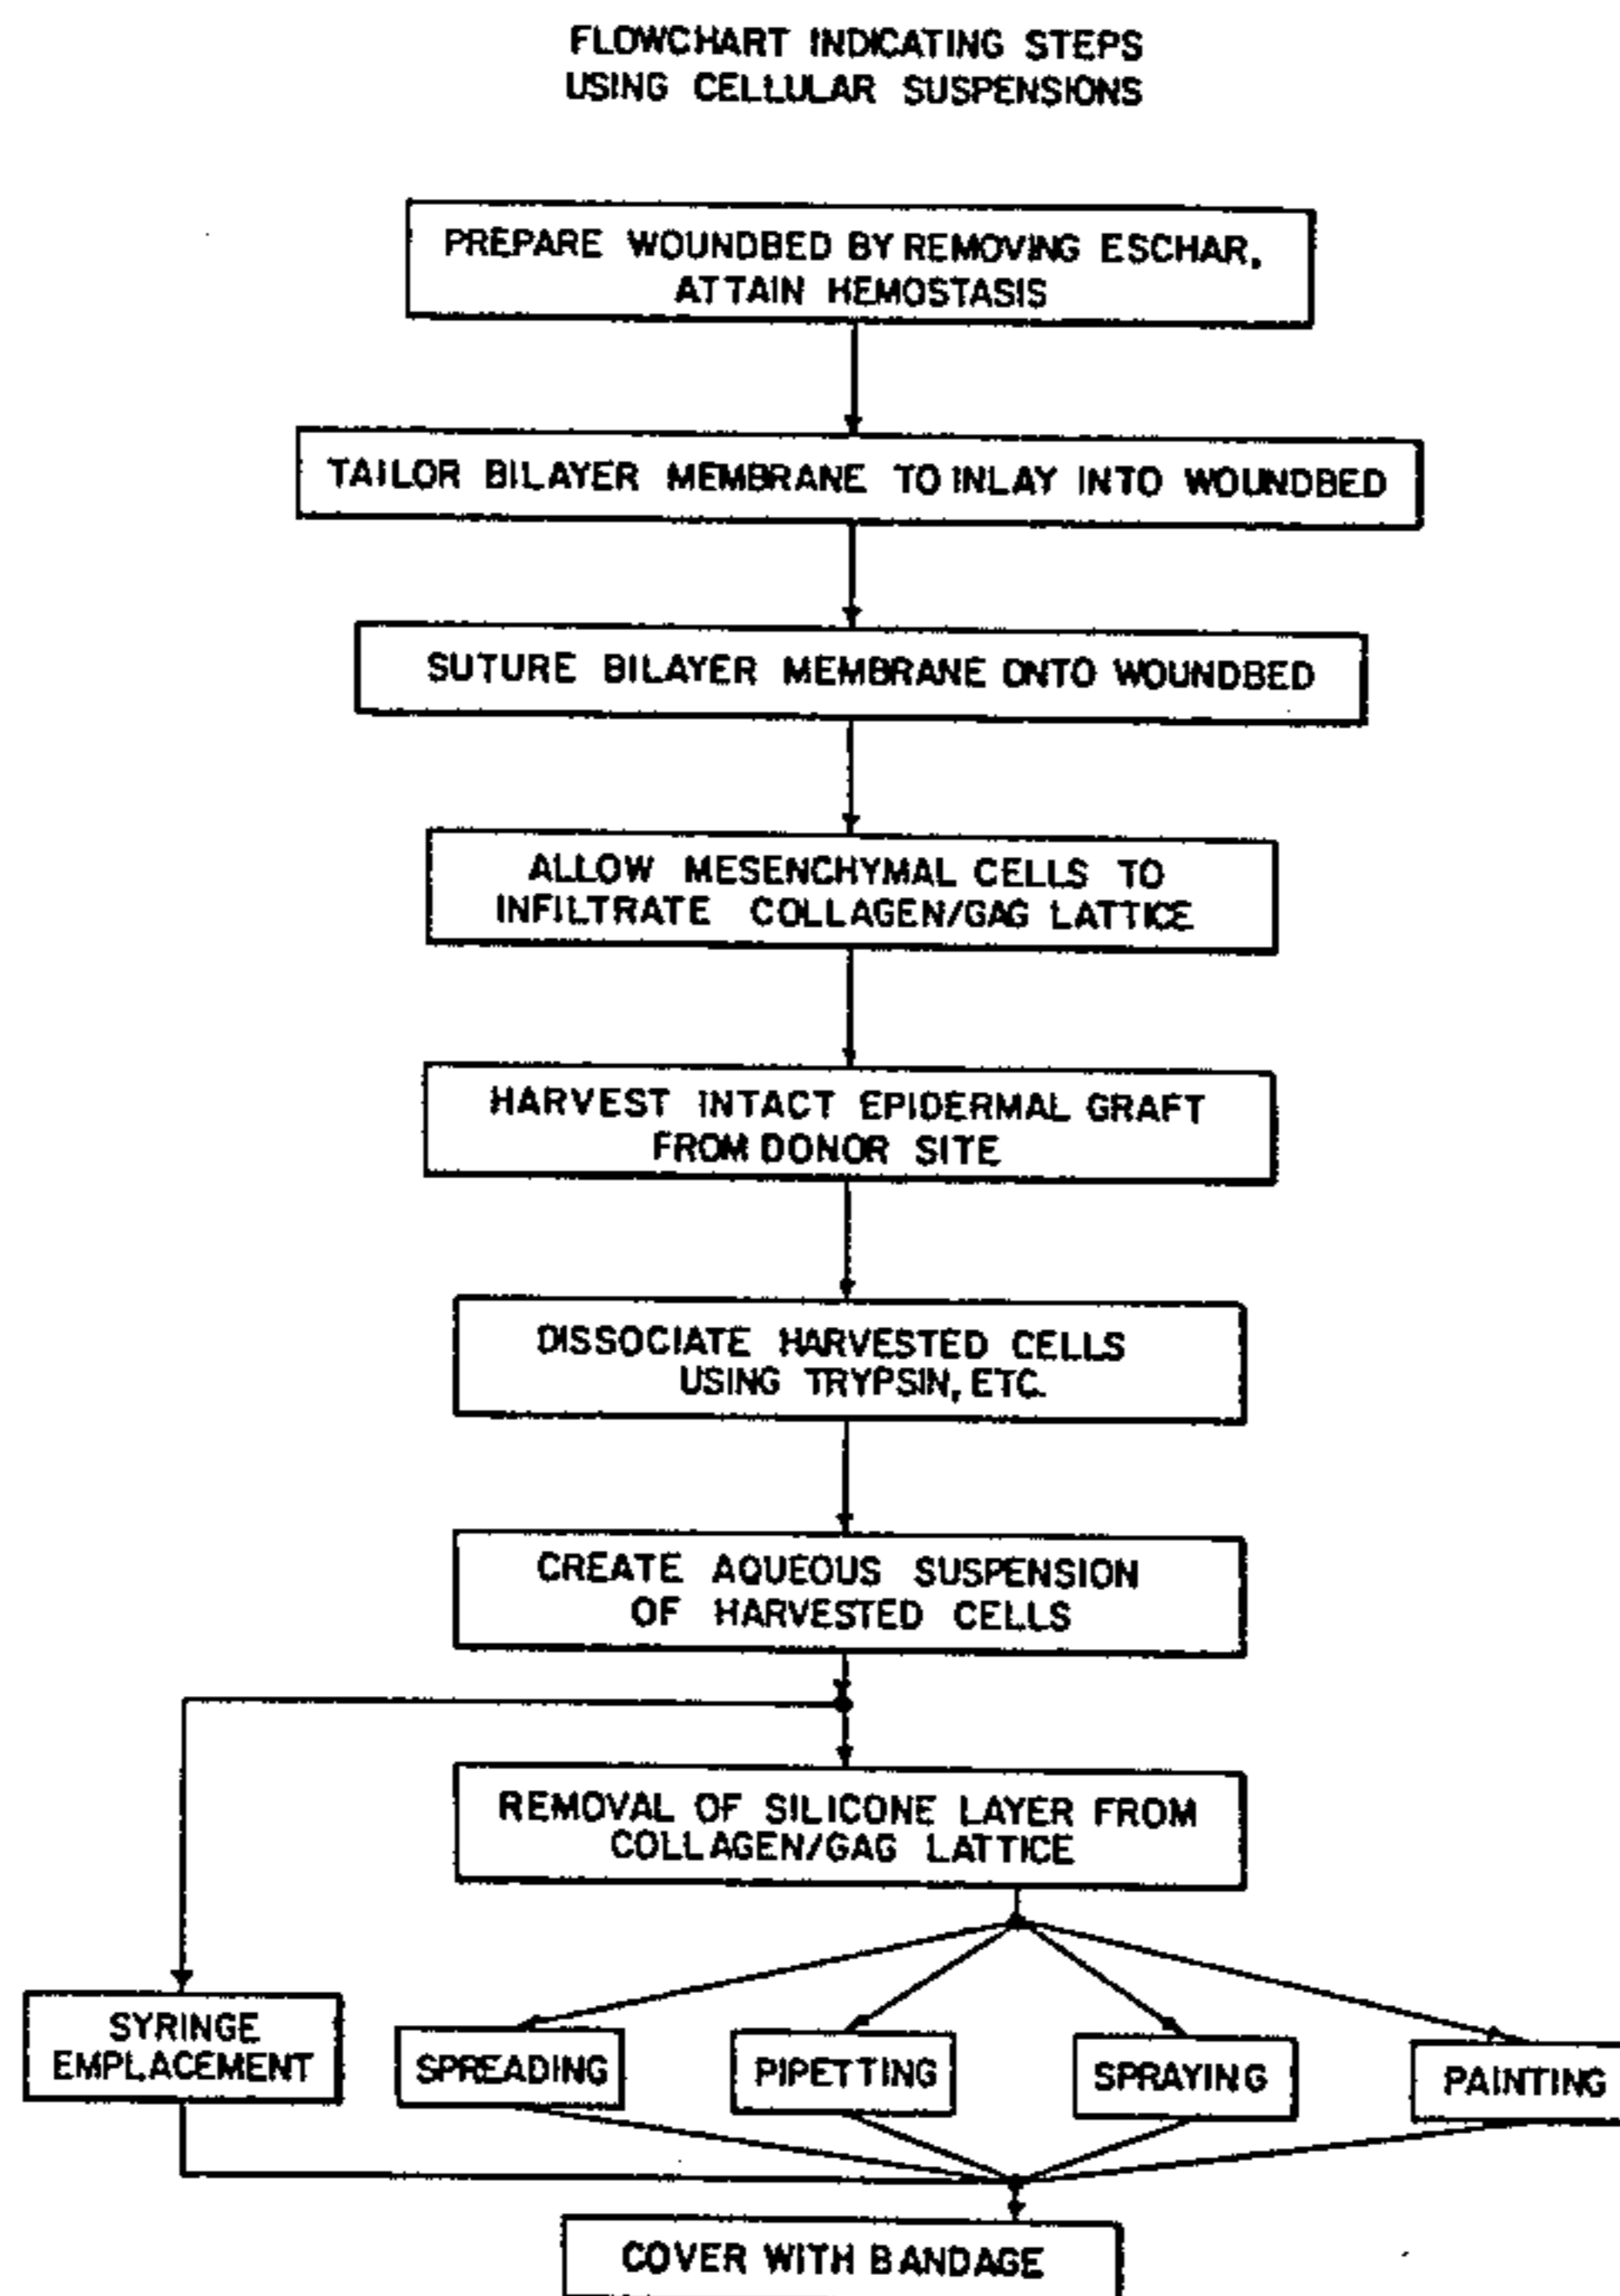 FLOWCHART INDICATING STEPS
USING CELLULAR SUSPENSIONS
PREPARE WOUNDBED BY REMOVING ESCHAR,
ATTAIN HEMOSTASIS
TAILOR BILAYER MEMBRANE TO INLAY INTO WOUNDBED
SUTURE BILAYER MEMBRANE ONTO WOUNDBED
ALLOW MESENCHYMAL CELLS TO
INFILTRATE COLLAGEN/GAG LATTICE
HARVEST INTACT EPIDERMAL GRAFT
FROM DONOR SITE
DISSOCIATE HARVESTED CELLS
USING TRYPSIN, ETC.
CREATE AQUEOUS SUSPENSION
OF HARVESTED CELLS
REMOVAL OF SILICONE LAYER FROM
COLLAGEN/GAG LATTICE
SYRINGE
EMPLACEMENT
SPREADING
PIPETTING
SPRAYING
PAINTING
COVER WITH BANDAGE